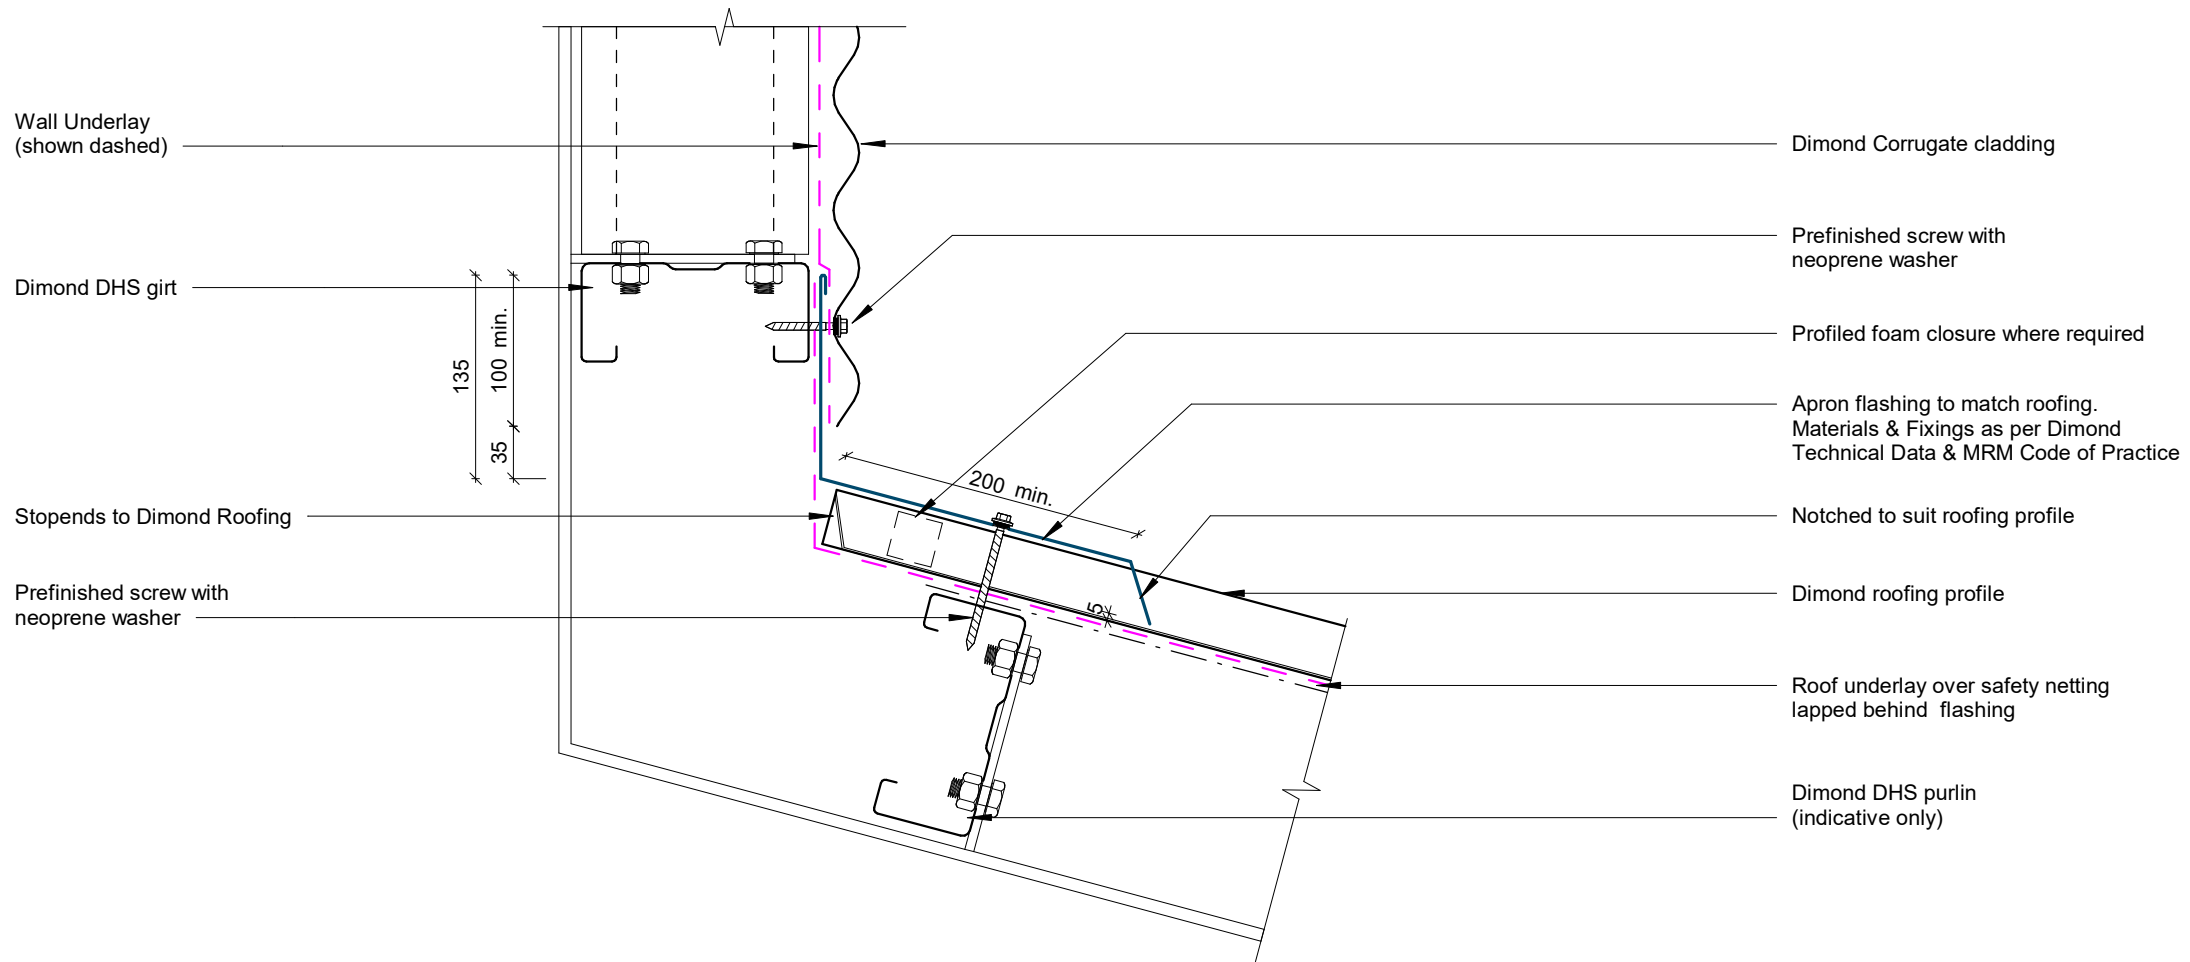 Wall Underlay
(shown dashed)
Dimond DHS girt
135
100 min.
35
Stopends to Dimond Roofing
Prefinished screw with
neoprene washer
200 min.
5
Dimond Corrugate cladding
Prefinished screw with
neoprene washer
Profiled foam closure where required
Apron flashing to match roofing.
Materials & Fixings as per Dimond
Technical Data & MRM Code of Practice
Notched to suit roofing profile
Dimond roofing profile
Roof underlay over safety netting
lapped behind flashing
Dimond DHS purlin
(indicative only)